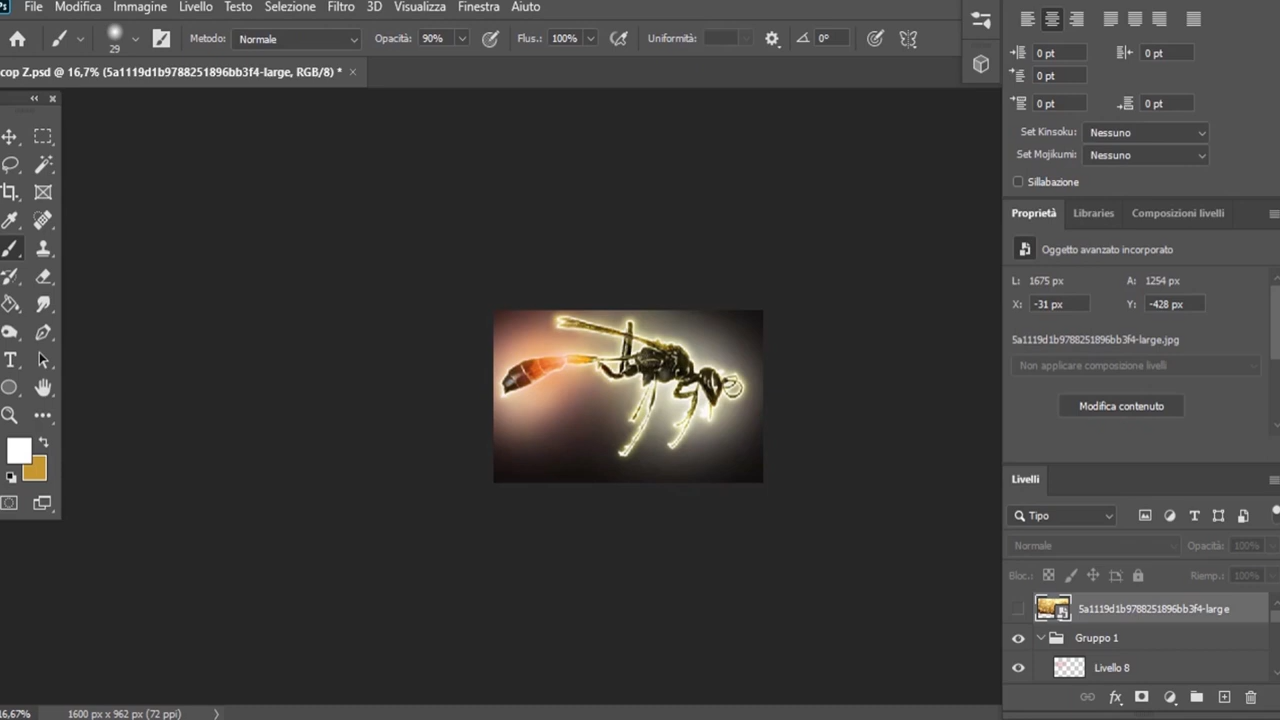 Ps File Modifica Immagine Livello Testo Selezione Filtro 3D Visualizza Finestra Aiuto
29 Metodo: Normale Opacità: 90% Flus.: 100% Uniformità: 0°
cop Z.psd @ 16,7% (5a1119d1b9788251896bb3f4-large, RGB/8) *
0 pt 0 pt
0 pt
0 pt 0 pt
Set Kinsoku: Nessuno
Set Mojikumi: Nessuno
Sillabazione
Proprietà Libraries Composizioni livelli
Oggetto avanzato incorporato
L: 1675 px A: 1254 px
X: -31 px Y: -428 px
5a1119d1b9788251896bb3f4-large.jpg
Non applicare composizione livelli
Modifica contenuto
Livelli
Tipo
Normale Opacità: 100%
Bloc.: Riemp.: 100%
5a1119d1b9788251896bb3f4-large
Gruppo 1
Livello 8
fx
16,67% 1600 px x 962 px (72 ppi)